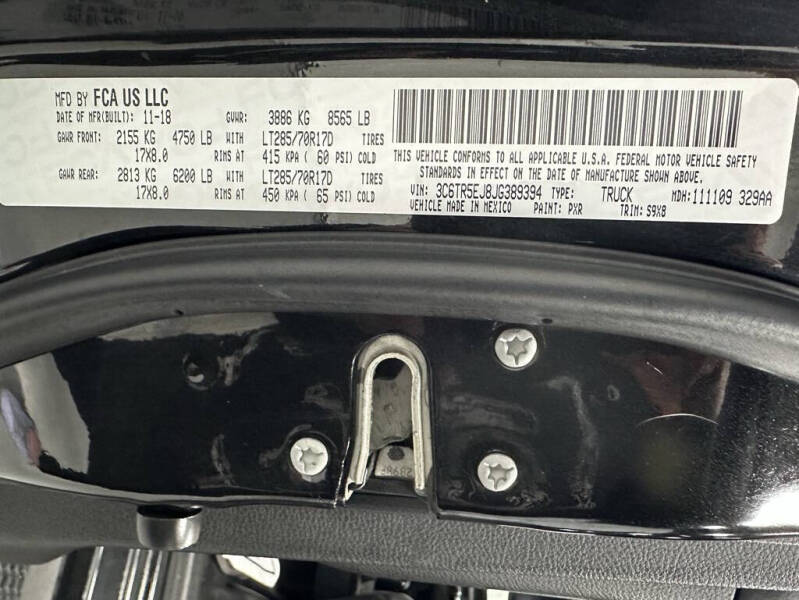 MFD BY FCA US LLC
DATE OF MFR(BUILT): 11-18 GVWR: 3886 KG 8565 LB
GAWR FRONT: 2155 KG 4750 LB WITH LT285/70R17D TIRES
17X8.0 RIMS AT 415 KPA ( 60 PSI) COLD
GAWR REAR: 2813 KG 6200 LB WITH LT285/70R17D TIRES
17X8.0 RIMS AT 450 KPA ( 65 PSI) COLD
THIS VEHICLE CONFORMS TO ALL APPLICABLE U.S.A. FEDERAL MOTOR VEHICLE SAFETY
STANDARDS IN EFFECT ON THE DATE OF MANUFACTURE SHOWN ABOVE.
VIN: 3C6TR5EJ8JG389394 TYPE: TRUCK MDH: 111109 329AA
VEHICLE MADE IN MEXICO PAINT: PXR TRIM: S9X8